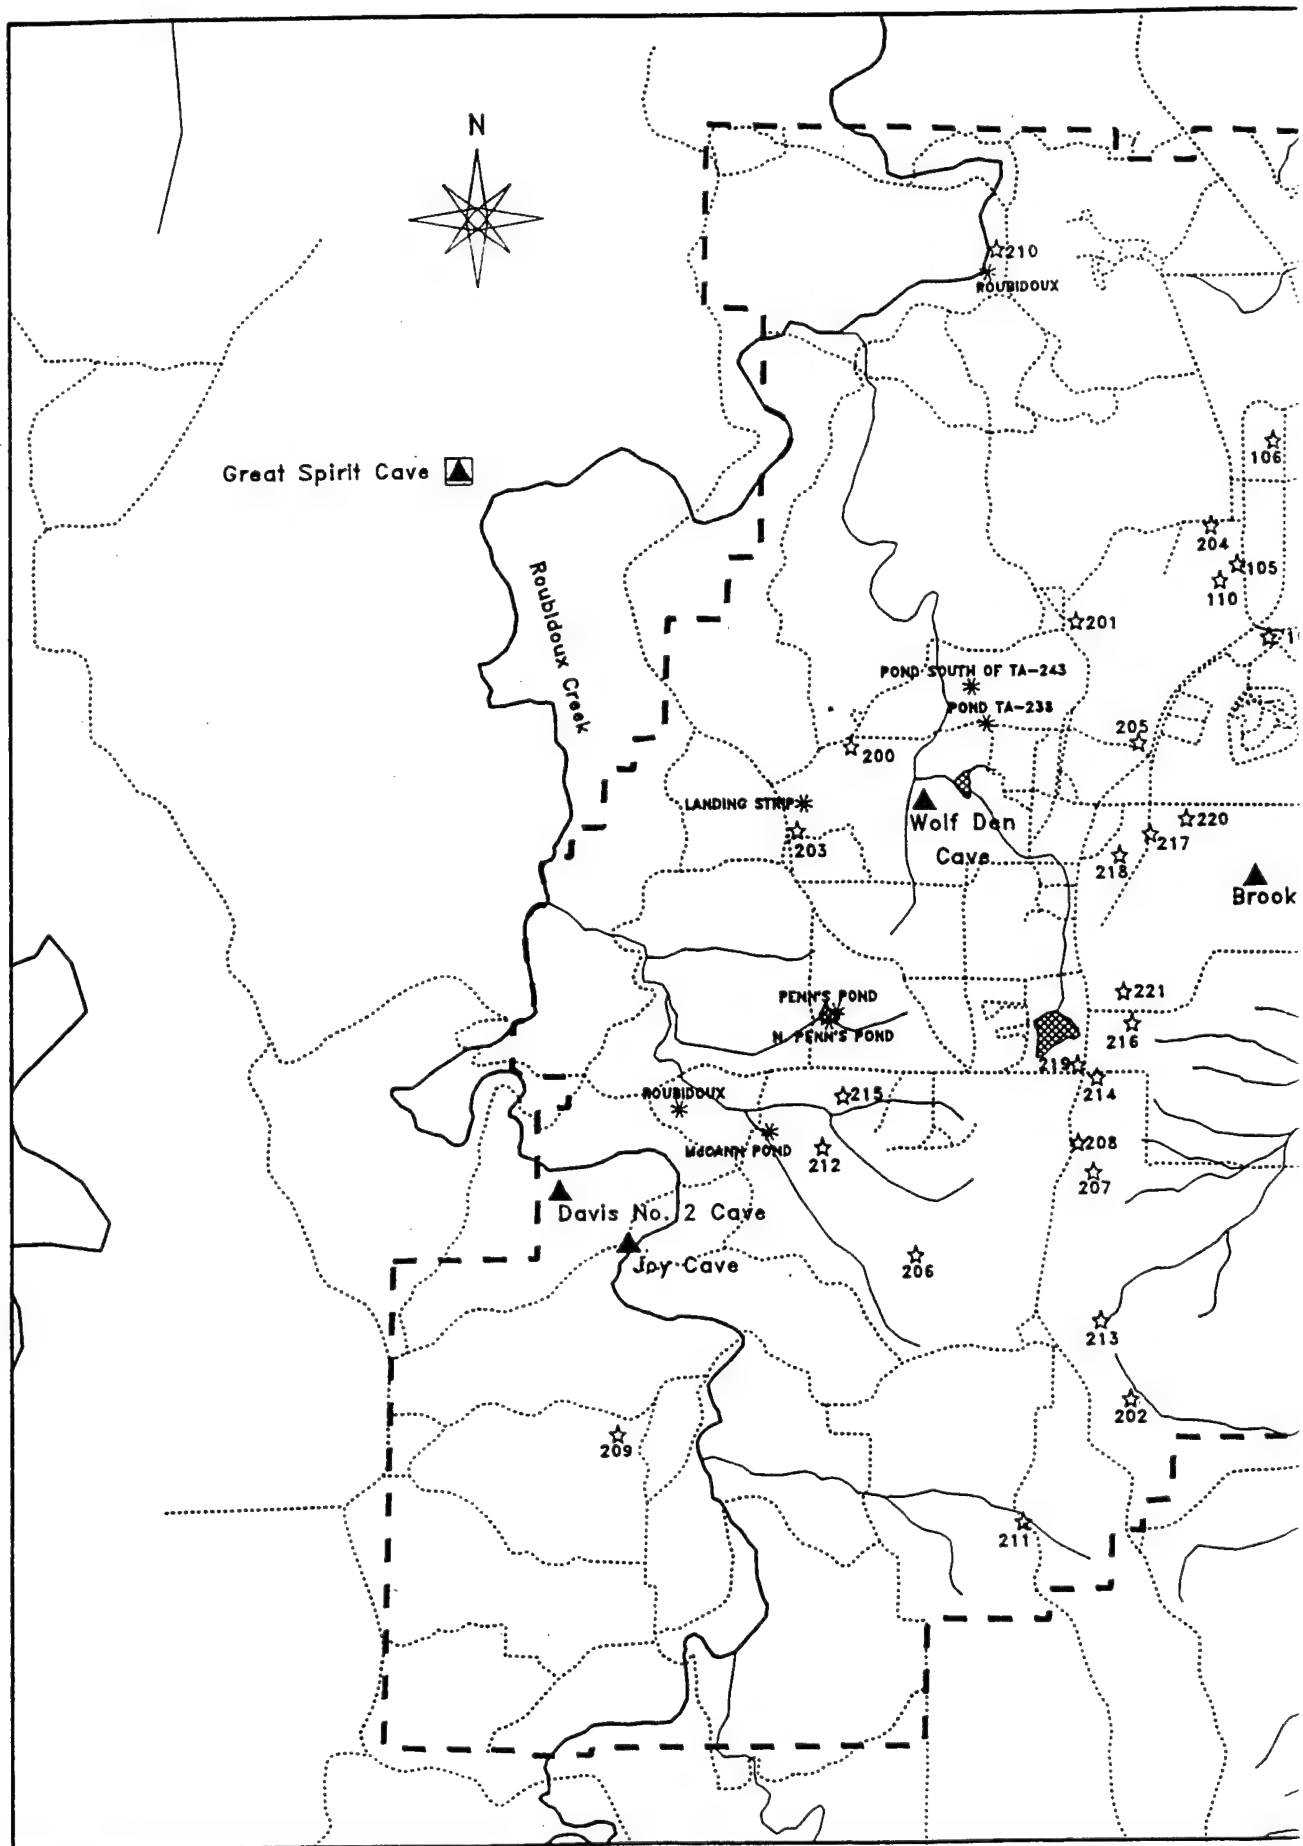 N
210
ROUBIDOUX
106
Great Spirit Cave
204
105
110
Roubidoux Creek
201
POND SOUTH OF TA-243
POND TA-238
205
200
LANDING STRIP
220
Wolf Den
Cave
217
203
218
Brook
PENN'S POND
221
N. PENN'S POND
216
219
214
ROUBIDOUX
215
McCANN POND
212
208
207
Davis No. 2 Cave
Joy Cave
206
213
202
209
211